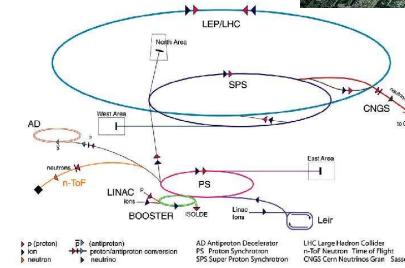 LEP/LHC
North Area
SPS
West Area
CNGS
AD
p
neutrons
n-ToF
LINAC
p
ions
BOOSTER
ISOLDE
PS
East Area
Linac
Ions
Leir
p (proton)
ion
neutron
p (antiproton)
proton/antiproton conversion
neutrino
AD Antiproton Decelerator
PS Proton Synchrotron
SPS Super Proton Synchrotron
LHC Large Hadron Collider
n-ToF Neutron Time of Flight
CNGS Cern Neutrinos Gran Sasso